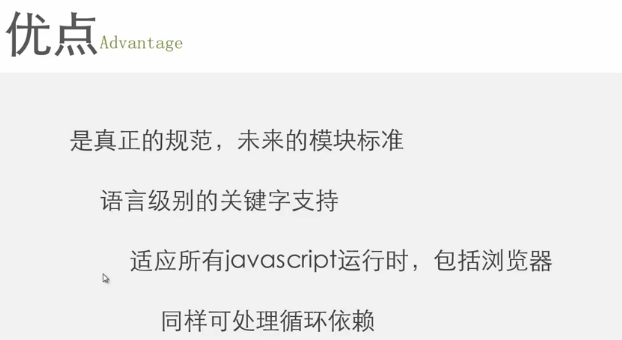 优点Advantage
是真正的规范，未来的模块标准
语言级别的关键字支持
适应所有javascript运行时，包括浏览器
同样可处理循环依赖